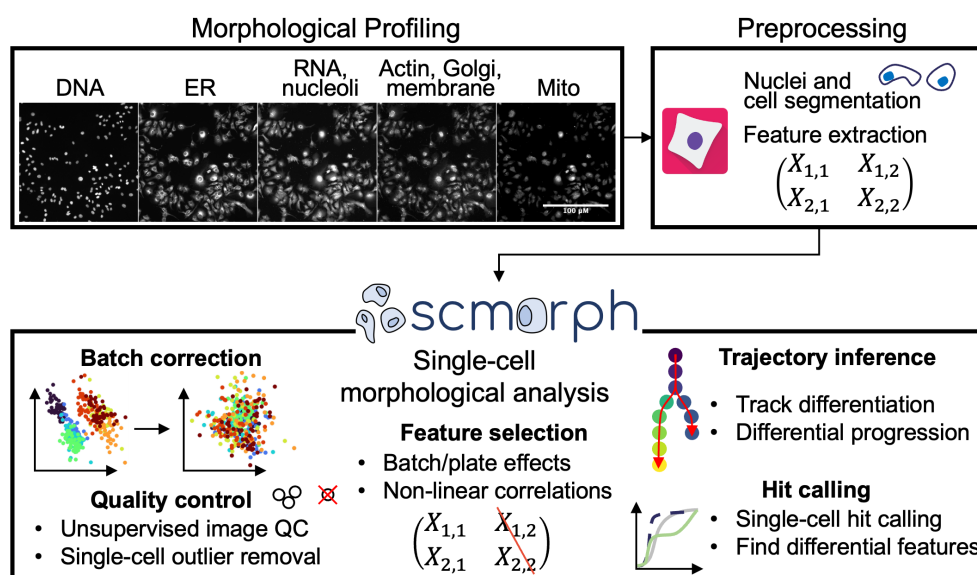 Morphological Profiling
Preprocessing
DNA
ER
RNA,
nucleoli
Actin, Golgi,
membrane
Mito
100 µM
Nuclei and
cell segmentation
Feature extraction
X1,1 X1,2
X2,1 X2,2
scmorph
Single-cell
morphological analysis
Batch correction
Quality control
• Unsupervised image QC
• Single-cell outlier removal
Feature selection
• Batch/plate effects
• Non-linear correlations
X1,1 X1,2
X2,1 X2,2
Trajectory inference
• Track differentiation
• Differential progression
Hit calling
• Single-cell hit calling
• Find differential features